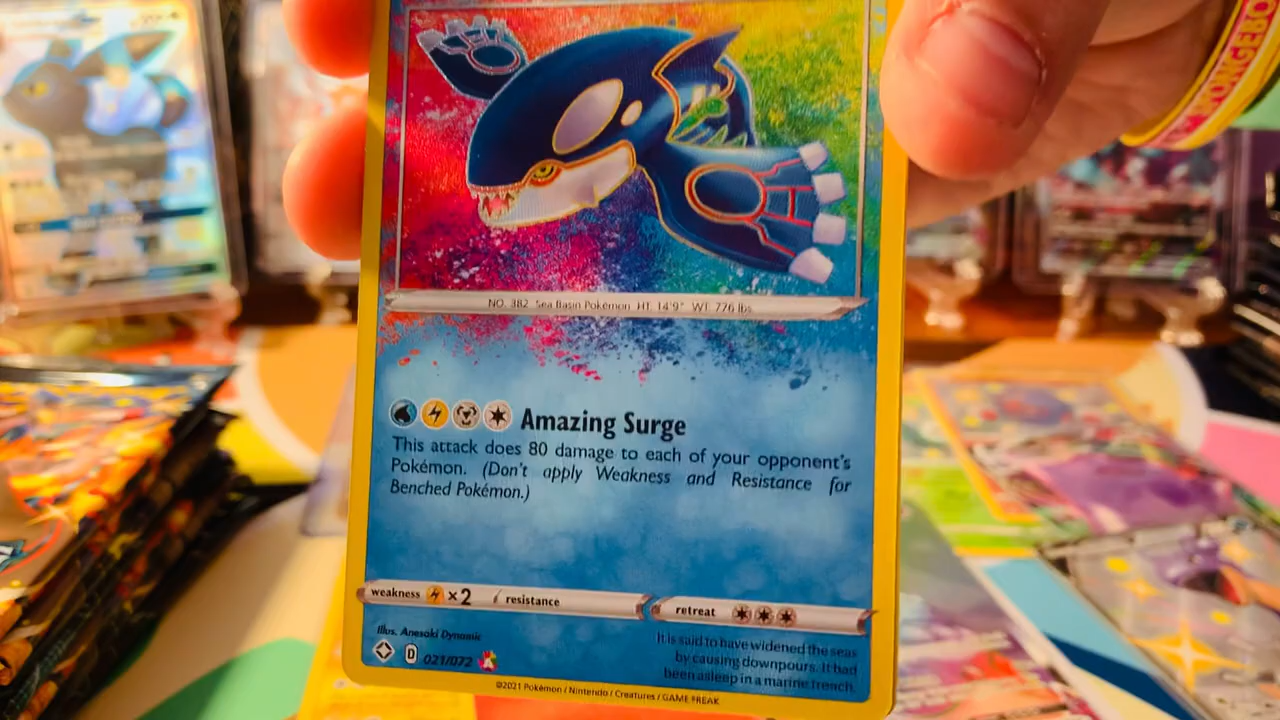 NO. 382 Sea Basin Pokémon HT. 14'9" WT. 776 lbs.
Amazing Surge
This attack does 80 damage to each of your opponent's
Pokémon. (Don't apply Weakness and Resistance for
Benched Pokémon.)
weakness ×2 resistance
retreat
Illus. Anesaki Dynamic
D 021/072
It is said to have widened the seas
by causing downpours. It had
been asleep in a marine trench.
©2021 Pokémon / Nintendo / Creatures / GAME FREAK